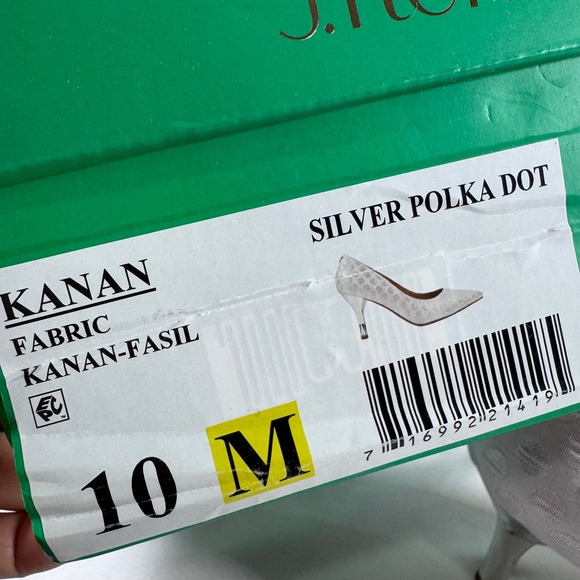 SILVER POLKA DOT
KANAN
FABRIC
KANAN-FASIL
10 M
7 16992 21419